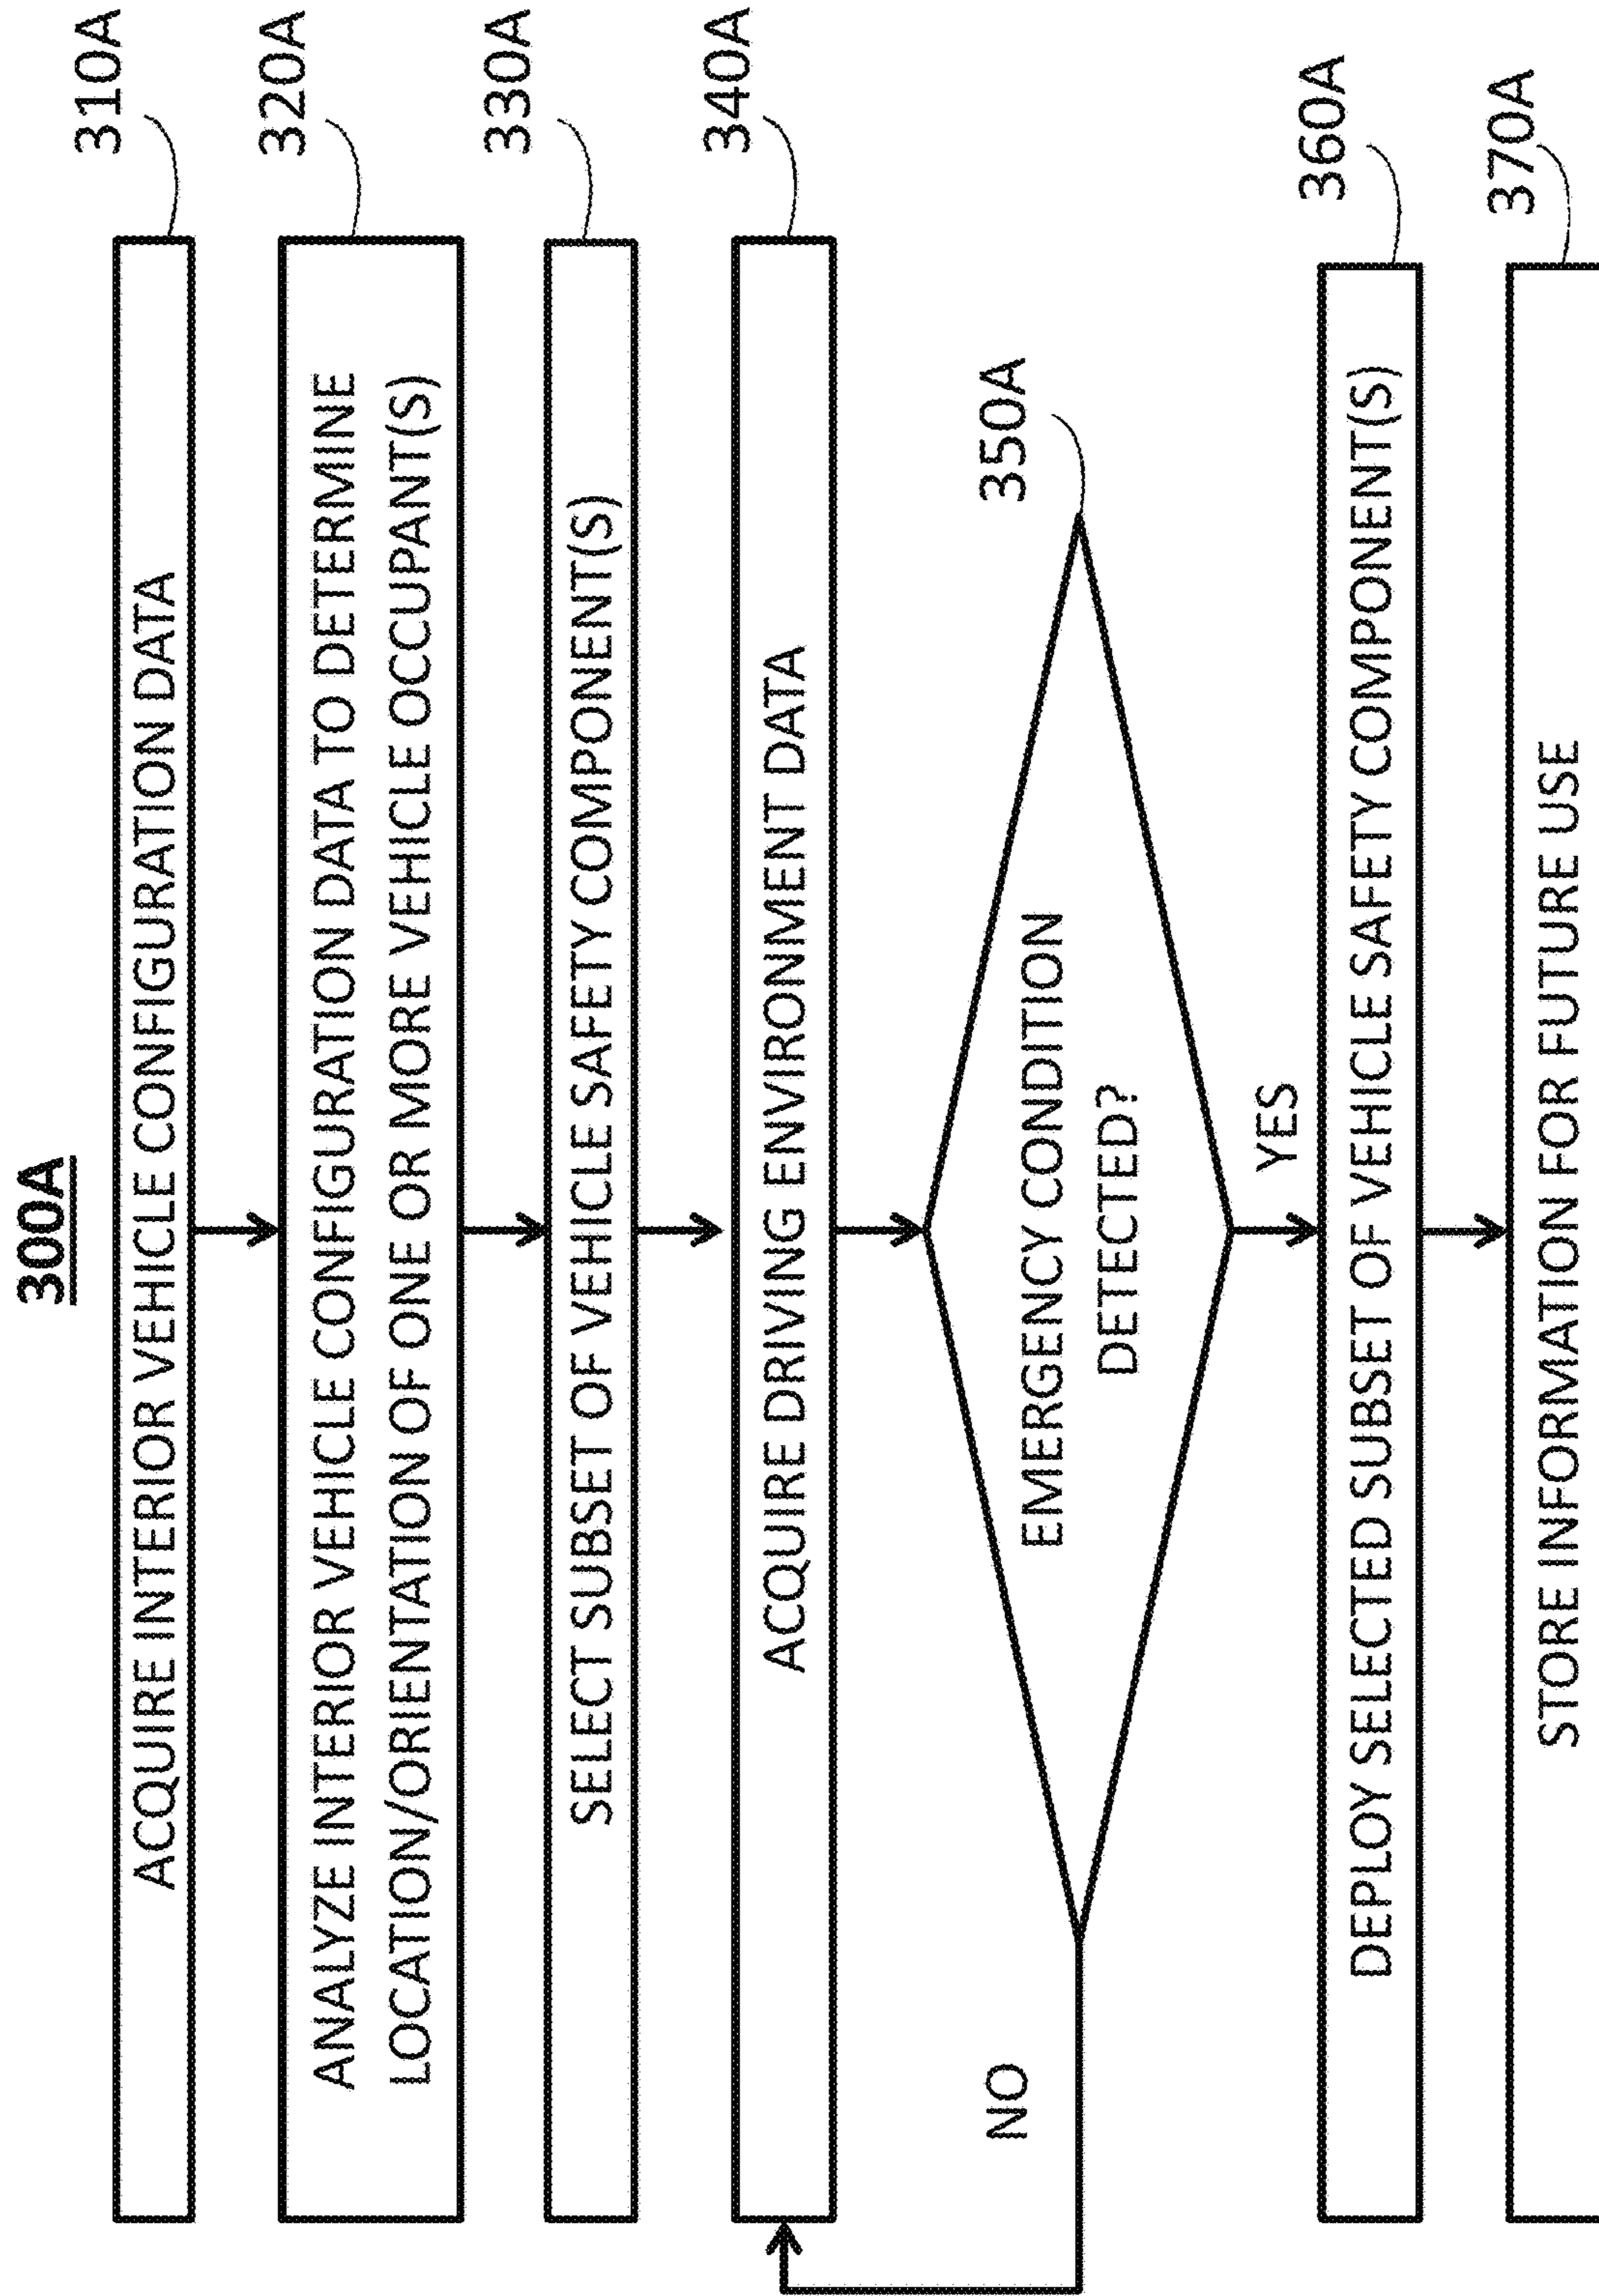 300A
ACQUIRE INTERIOR VEHICLE CONFIGURATION DATA
310A
ANALYZE INTERIOR VEHICLE CONFIGURATION DATA TO DETERMINE
LOCATION/ORIENTATION OF ONE OR MORE VEHICLE OCCUPANT(S)
320A
SELECT SUBSET OF VEHICLE SAFETY COMPONENT(S)
330A
ACQUIRE DRIVING ENVIRONMENT DATA
340A
EMERGENCY CONDITION
DETECTED?
350A
NO
YES
DEPLOY SELECTED SUBSET OF VEHICLE SAFETY COMPONENT(S)
360A
STORE INFORMATION FOR FUTURE USE
370A